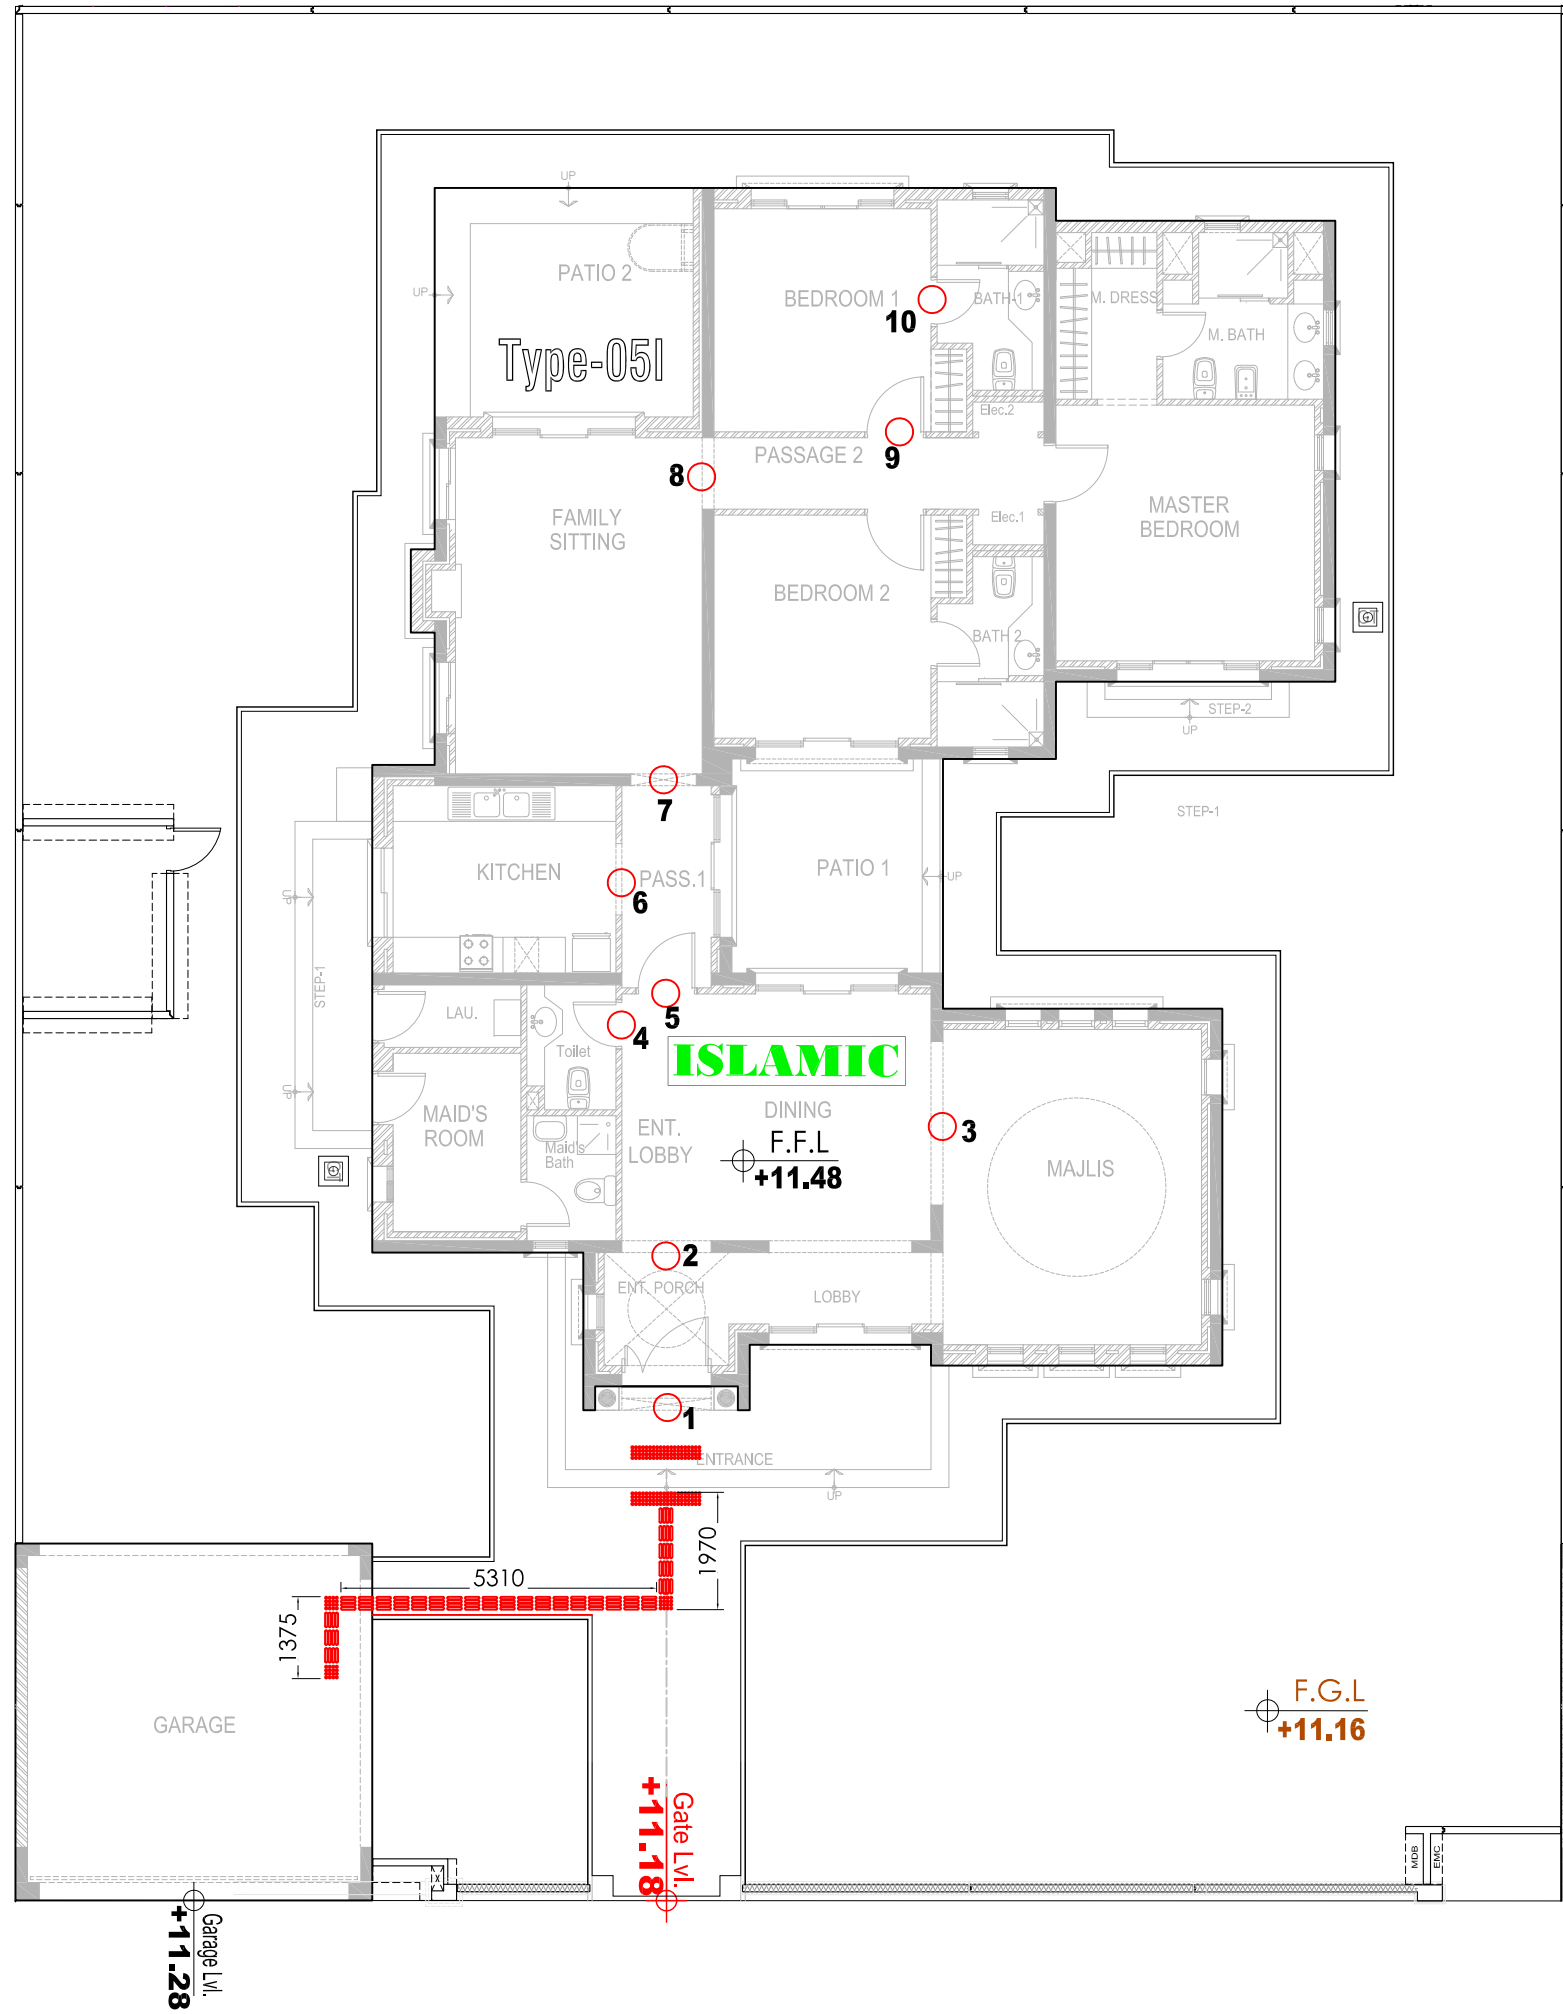 UP
PATIO 2
UP
Type-05I
BEDROOM 1
10
BATH-1
M. DRESS
M. BATH
Elec.2
9
PASSAGE 2
8
FAMILY
SITTING
Elec.1
MASTER
BEDROOM
BEDROOM 2
BATH 2
STEP-2
UP
7
STEP-1
KITCHEN
PASS.1
6
PATIO 1
UP
UP
STEP-1
UP
LAU.
5
4
Toilet
ISLAMIC
MAID'S
ROOM
ENT.
LOBBY
DINING
F.F.L
+11.48
3
Maid's
Bath
MAJLIS
2
ENT. PORCH
LOBBY
1
ENTRANCE
UP
1970
5310
1375
GARAGE
F.G.L
+11.16
Gate Lvl.
+11.18
MDB
EMC
Garage Lvl.
+11.28